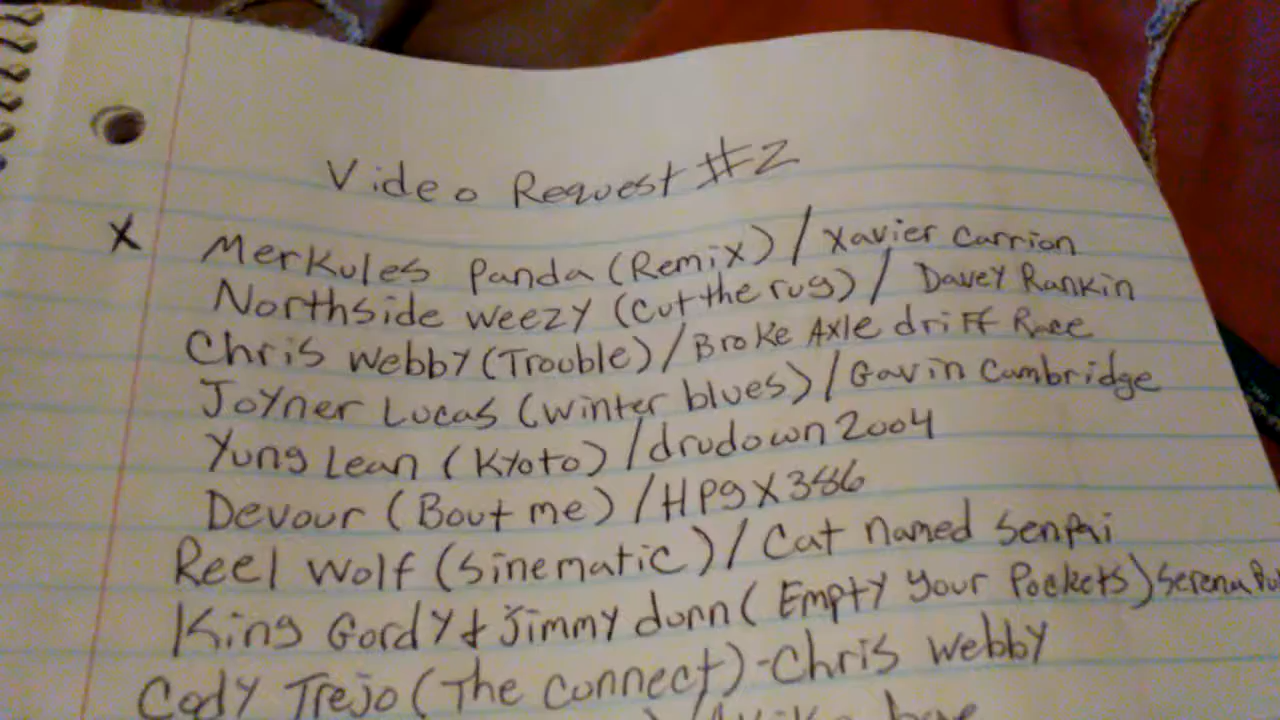 Video Request #2
X Merkules Panda (Remix) / Xavier Carrion
Northside Weezy (Cut the rug) / Davey Rankin
Chris Webby (Trouble) / Broke Axle driFt Race
Joyner Lucas (Winter blues) / Gavin Cambridge
Yung Lean (Kyoto) / drudown2004
Devour (Bout me) / HPgX386
Reel Wolf (Sinematic) / Cat named Senpai
King Gordy & Jimmy donn (Empty your Pockets) Serena
Cody Trejo (The Connect) - Chris Webby